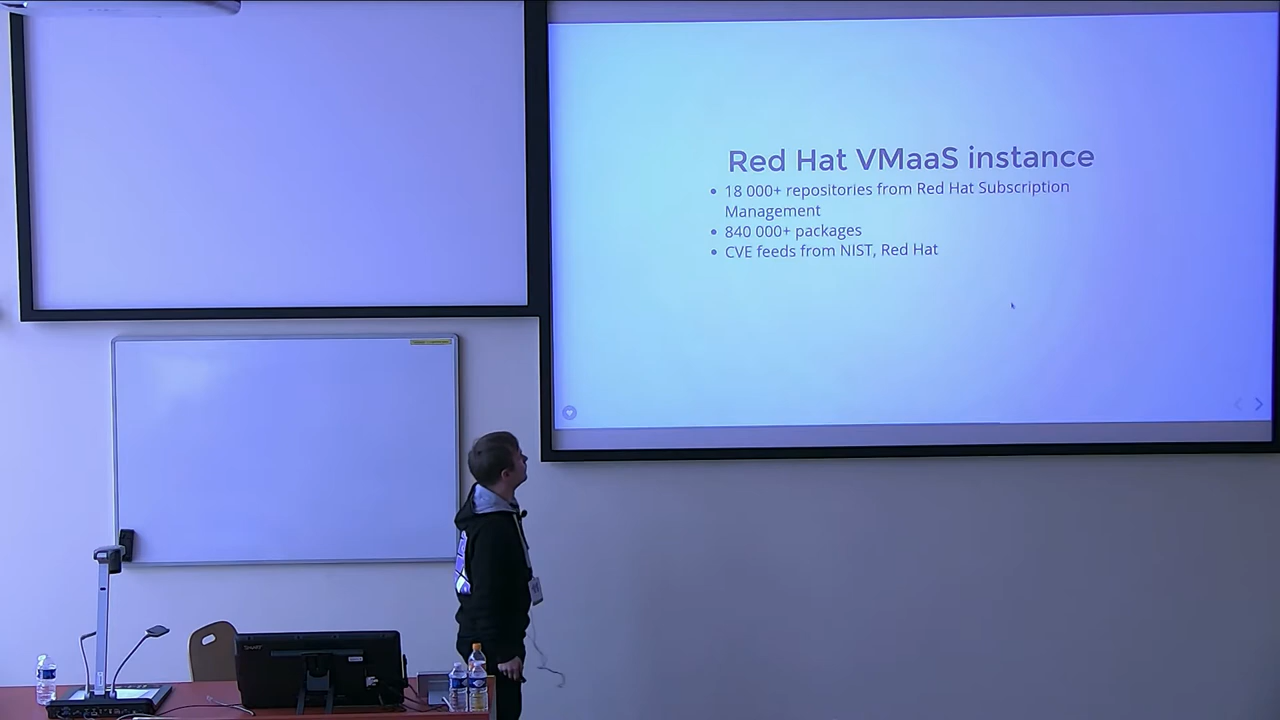 Red Hat VMaaS instance
18 000+ repositories from Red Hat Subscription
Management
840 000+ packages
CVE feeds from NIST, Red Hat